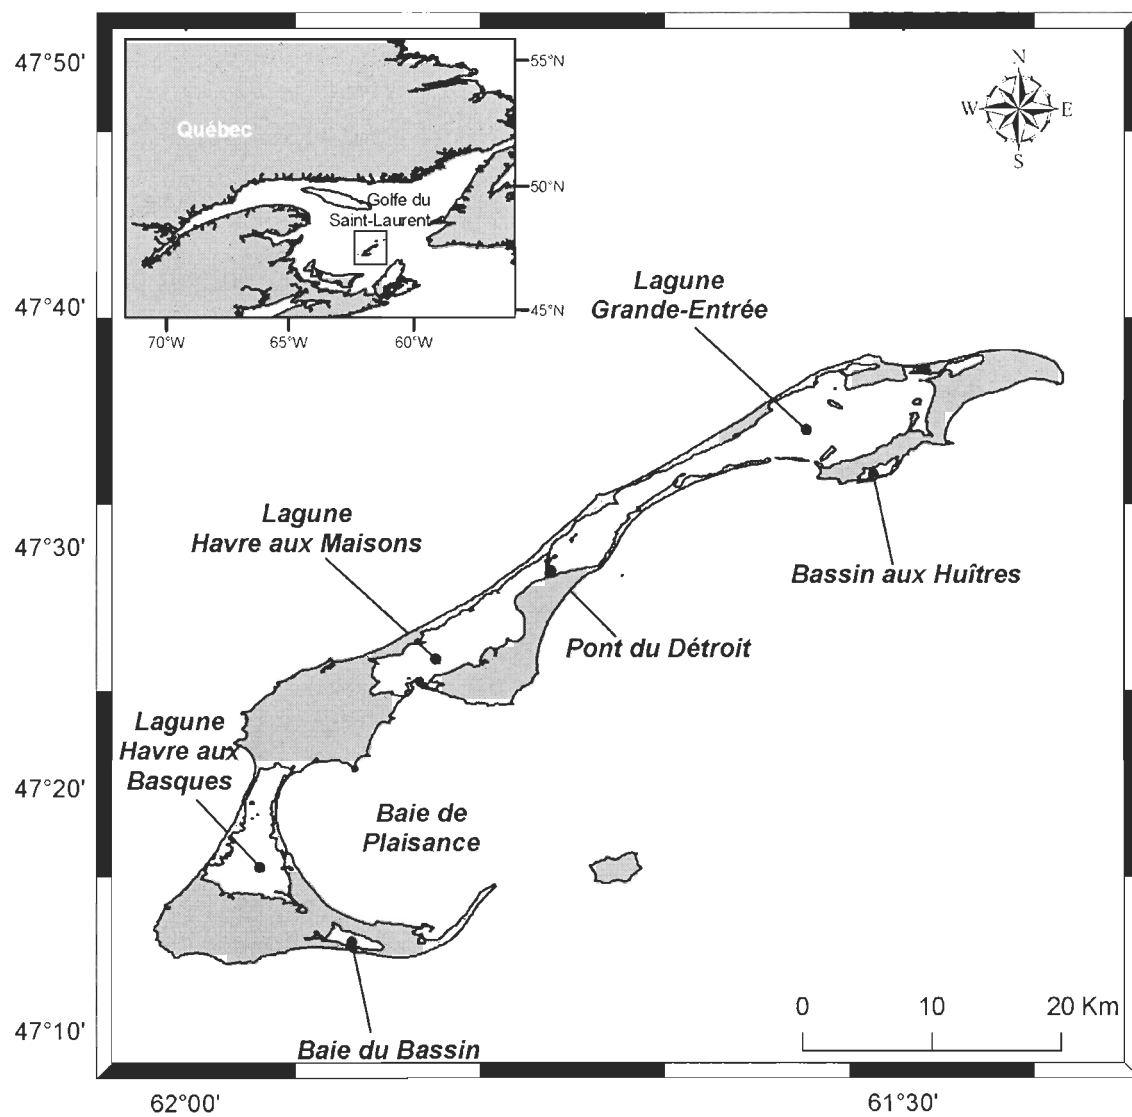 47°50'
55°N
N
Québec
W
E
S
50°N
Golfe du
Saint-Laurent
Lagune
Grande-Entrée
47°40'
45°N
70°W
65°W
60°W
Lagune
Havre aux Maisons
47°30'
Bassin aux Huîtres
Pont du Détroit
Lagune
Havre aux
Basques
47°20'
Baie de
Plaisance
0
10
20 Km
47°10'
Baie du Bassin
62°00'
61°30'